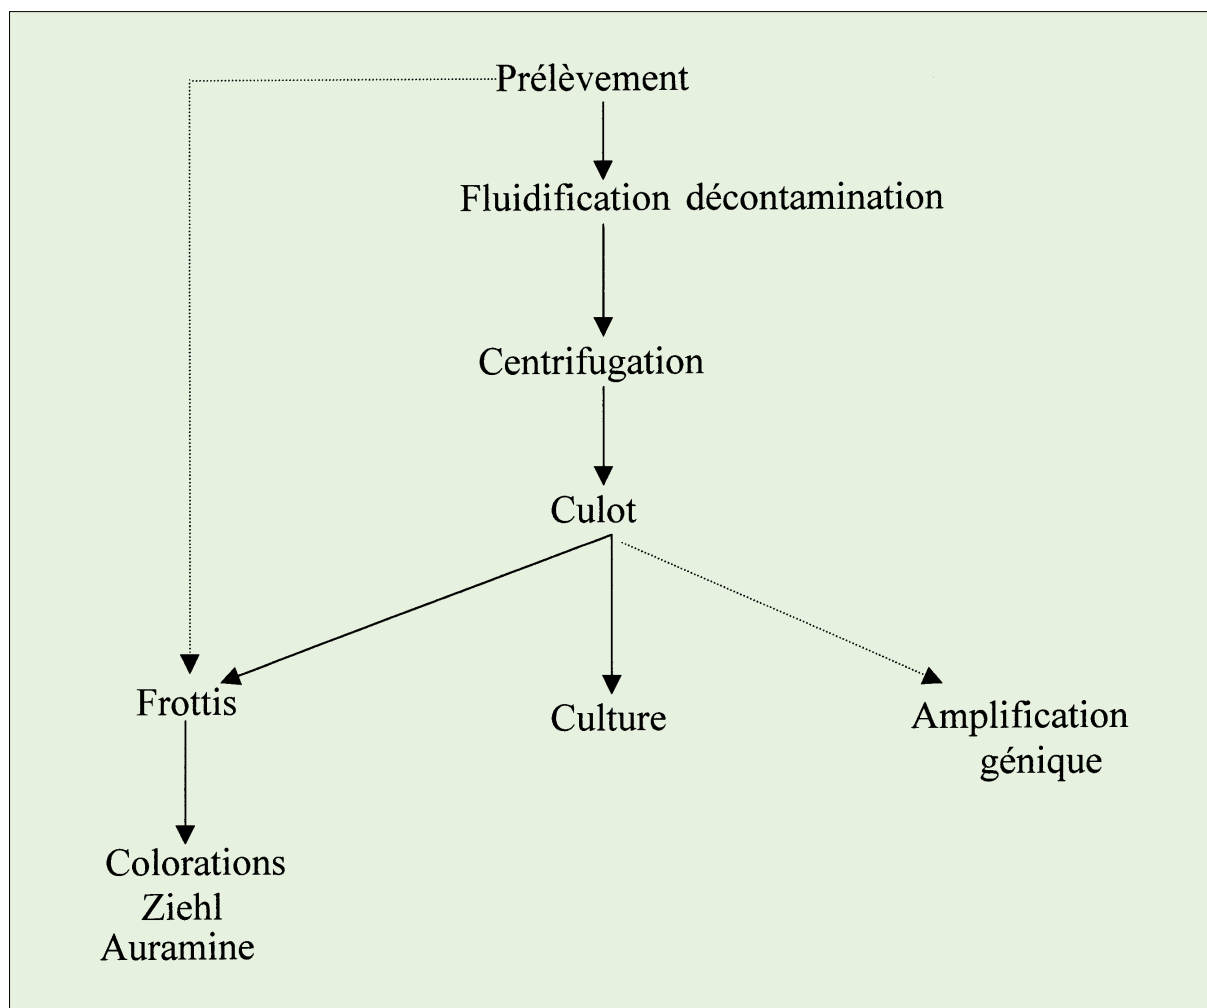 Prélèvement
Fluidification décontamination
Centrifugation
Culot
Frottis
Culture
Amplification
génique
Colorations
Ziehl
Auramine